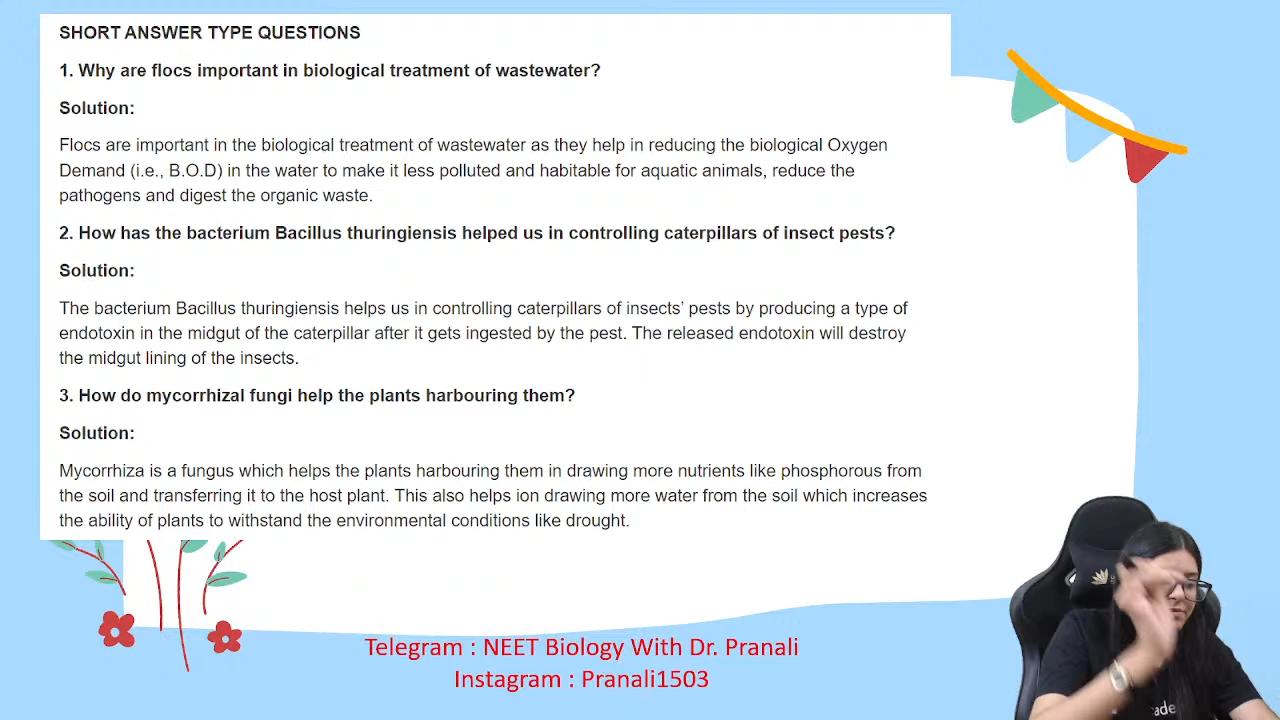 SHORT ANSWER TYPE QUESTIONS
1. Why are flocs important in biological treatment of wastewater?
Solution:
Flocs are important in the biological treatment of wastewater as they help in reducing the biological Oxygen
Demand (i.e., B.O.D) in the water to make it less polluted and habitable for aquatic animals, reduce the
pathogens and digest the organic waste.
2. How has the bacterium Bacillus thuringiensis helped us in controlling caterpillars of insect pests?
Solution:
The bacterium Bacillus thuringiensis helps us in controlling caterpillars of insects’ pests by producing a type of
endotoxin in the midgut of the caterpillar after it gets ingested by the pest. The released endotoxin will destroy
the midgut lining of the insects.
3. How do mycorrhizal fungi help the plants harbouring them?
Solution:
Mycorrhiza is a fungus which helps the plants harbouring them in drawing more nutrients like phosphorous from
the soil and transferring it to the host plant. This also helps ion drawing more water from the soil which increases
the ability of plants to withstand the environmental conditions like drought.
Telegram : NEET Biology With Dr. Pranali
Instagram : Pranali1503